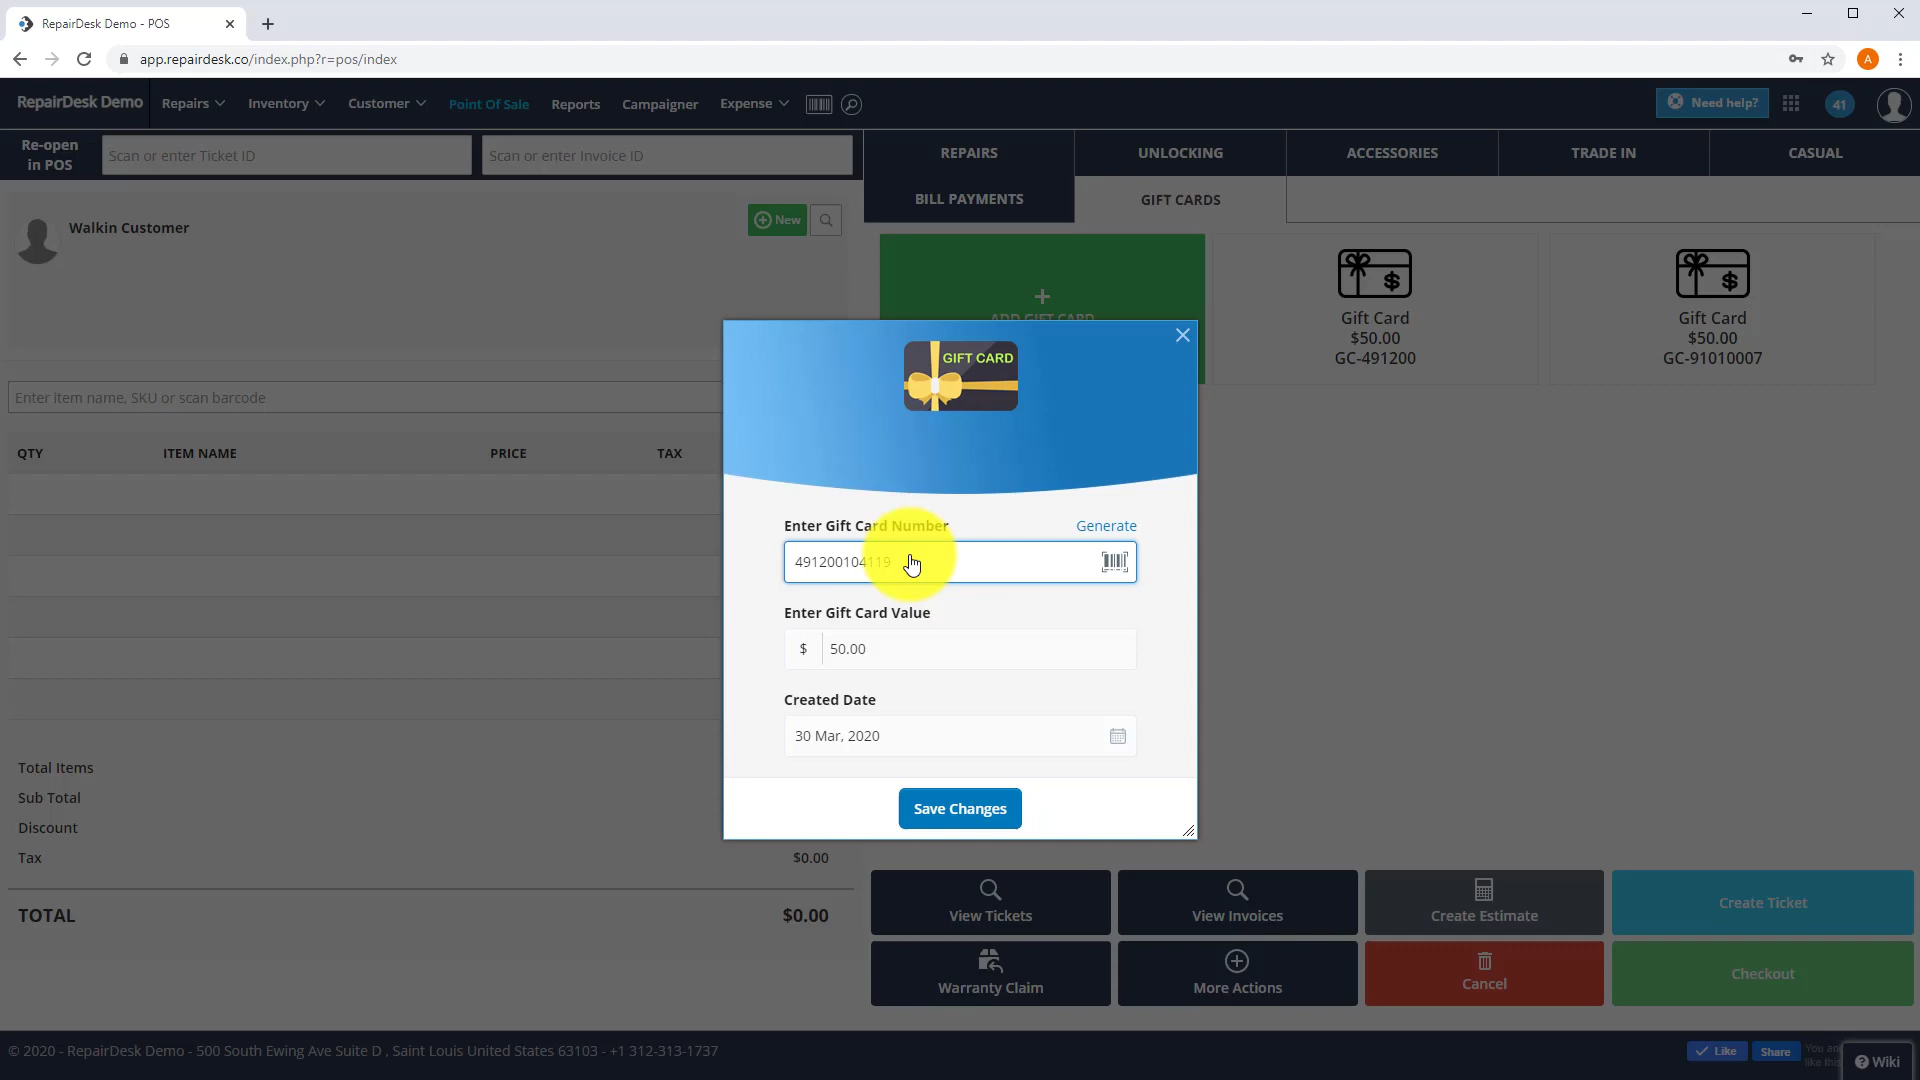 RepairDesk Demo - POS
app.repairdesk.co/index.php?r=pos/index
A
RepairDesk Demo
Repairs
Inventory
Customer
Point Of Sale
Reports
Campaigner
Expense
Need help?
41
Re-open
in POS
Scan or enter Ticket ID
Scan or enter Invoice ID
REPAIRS
UNLOCKING
ACCESSORIES
TRADE IN
CASUAL
BILL PAYMENTS
GIFT CARDS
Walkin Customer
New
ADD GIFT CARD
Gift Card
$50.00
GC-491200
Gift Card
$50.00
GC-91010007
Enter item name, SKU or scan barcode
QTY
ITEM NAME
PRICE
TAX
GIFT CARD
Enter Gift Card Number
Generate
491200104119
Enter Gift Card Value
$ 50.00
Created Date
30 Mar, 2020
Save Changes
Total Items
Sub Total
Discount
Tax
$0.00
TOTAL
$0.00
View Tickets
View Invoices
Create Estimate
Create Ticket
Warranty Claim
More Actions
Cancel
Checkout
© 2020 - RepairDesk Demo - 500 South Ewing Ave Suite D , Saint Louis United States 63103 - +1 312-313-1737
Like
Share
You an
like this
Wiki